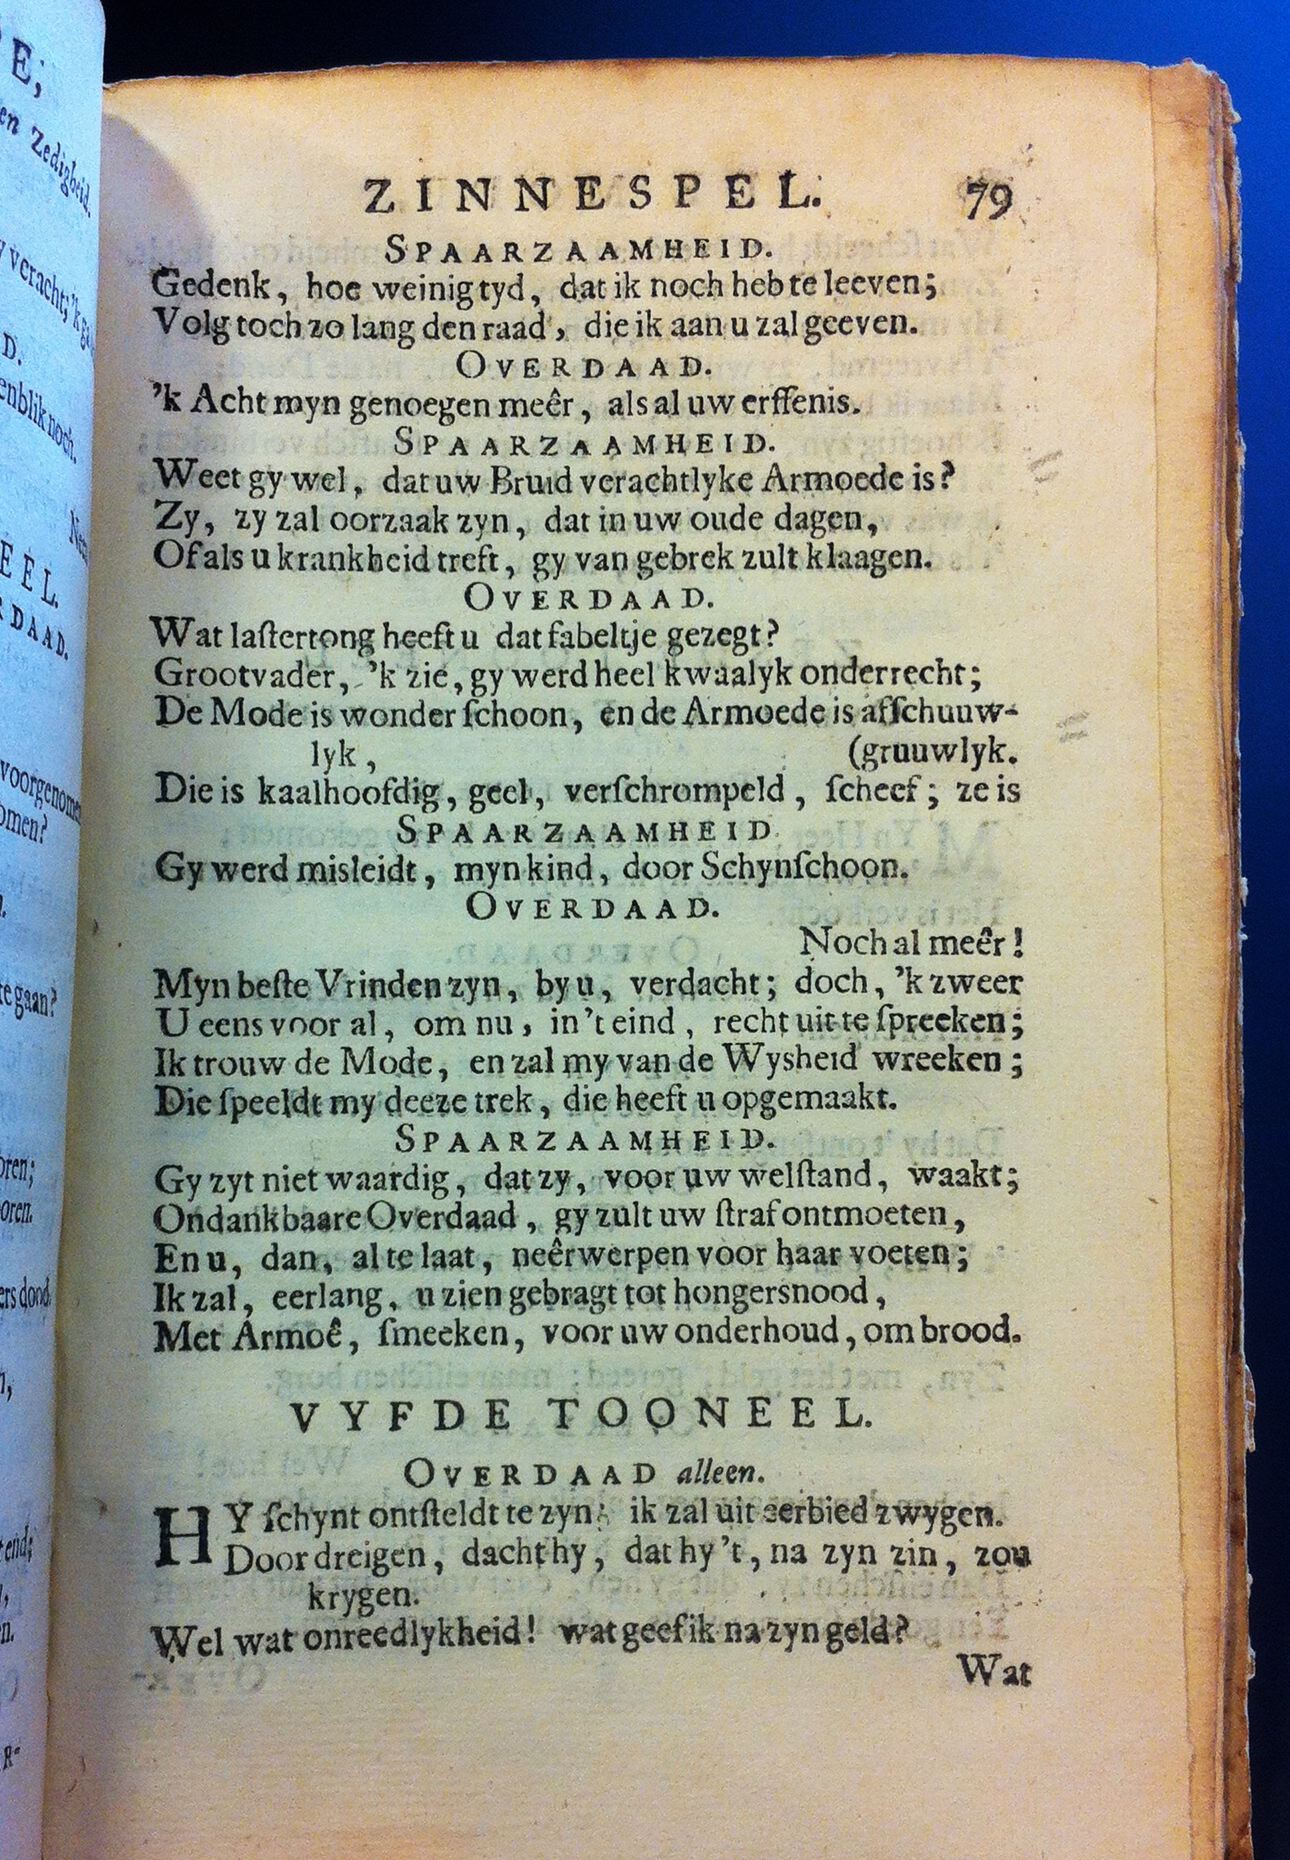 ZINNESPEL. 79
SPAARZAAMHEID.
Gedenk, hoe weinig tyd, dat ik noch heb te leeven;
Volg toch zo lang den raad, die ik aan u zal geeven.
OVERDAAD.
'k Acht myn genoegen meêr, als al uw erffenis.
SPAARZAAMHEID.
Weet gy wel, dat uw Bruid verachtlyke Armoede is?
Zy, zy zal oorzaak zyn, dat in uw oude dagen,
Of als u krankheid treft, gy van gebrek zult klaagen.
OVERDAAD.
Wat laſtertong heeft u dat fabeltje gezegt?
Grootvader, 'k zie, gy werd heel kwaalyk onderrecht;
De Mode is wonder ſchoon, en de Armoede is afſchuuw-
lyk, (gruuwlyk.
Die is kaalhoofdig, geel, verſchrompeld, ſcheef; ze is
SPAARZAAMHEID.
Gy werd misleidt, myn kind, door Schynſchoon.
OVERDAAD.
Noch al meêr!
Myn beſte Vrinden zyn, by u, verdacht; doch, 'k zweer
U eens voor al, om nu, in 't eind, recht uit te ſpreeken;
Ik trouw de Mode, en zal my van de Wysheid wreeken;
Die ſpeeldt my deeze trek, die heeft u opgemaakt.
SPAARZAAMHEID.
Gy zyt niet waardig, dat zy, voor uw welſtand, waakt;
Ondankbaare Overdaad, gy zult uw ſtraf ontmoeten,
En u, dan, al te laat, neêrwerpen voor haar voeten;
Ik zal, eerlang, u zien gebragt tot hongersnood,
Met Armoê, ſmeeken, voor uw onderhoud, om brood.
VYFDE TOONEEL.
OVERDAAD alleen.
HY ſchynt ontſteldt te zyn; ik zal uit eerbied zwygen.
Door dreigen, dacht hy, dat hy 't, na zyn zin, zou
krygen.
Wel wat onreedlykheid! wat geef ik na zyn geld?
Wat